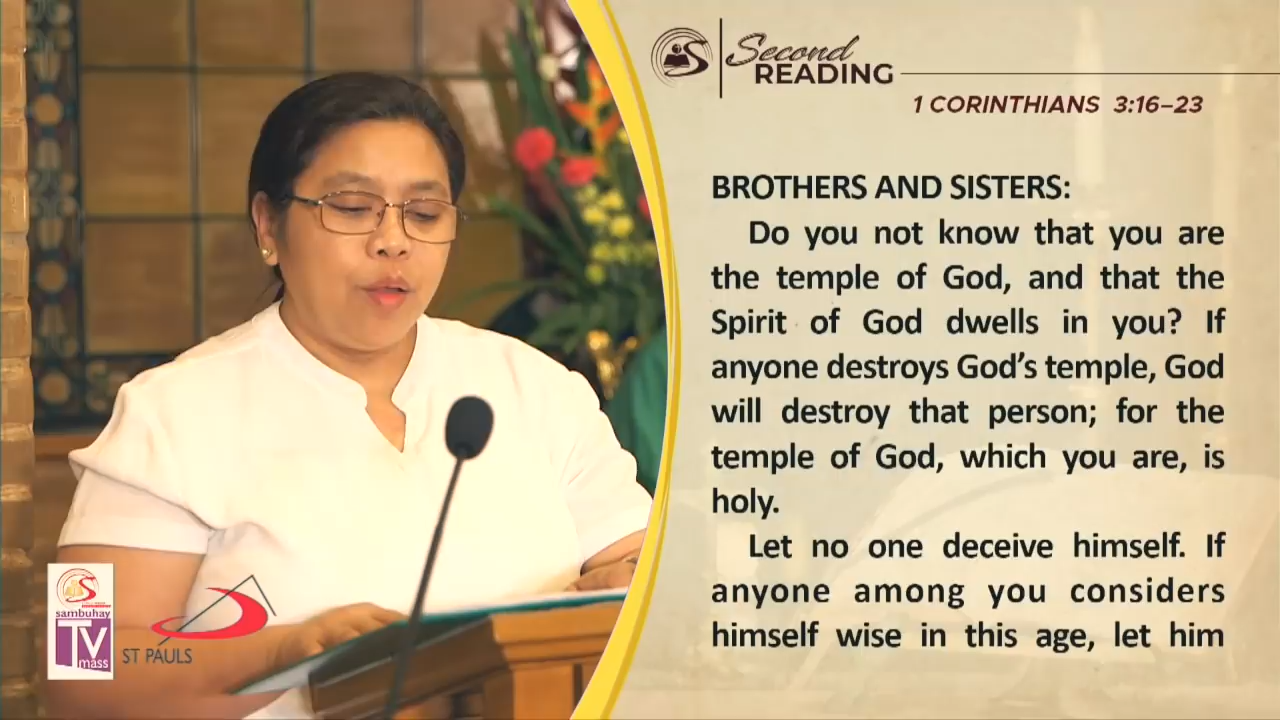 Second
READING
1 CORINTHIANS 3:16–23
BROTHERS AND SISTERS:
Do you not know that you are
the temple of God, and that the
Spirit of God dwells in you? If
anyone destroys God’s temple, God
will destroy that person; for the
temple of God, which you are, is
holy.
Let no one deceive himself. If
anyone among you considers
himself wise in this age, let him
sambuhay
TV
mass
ST PAULS